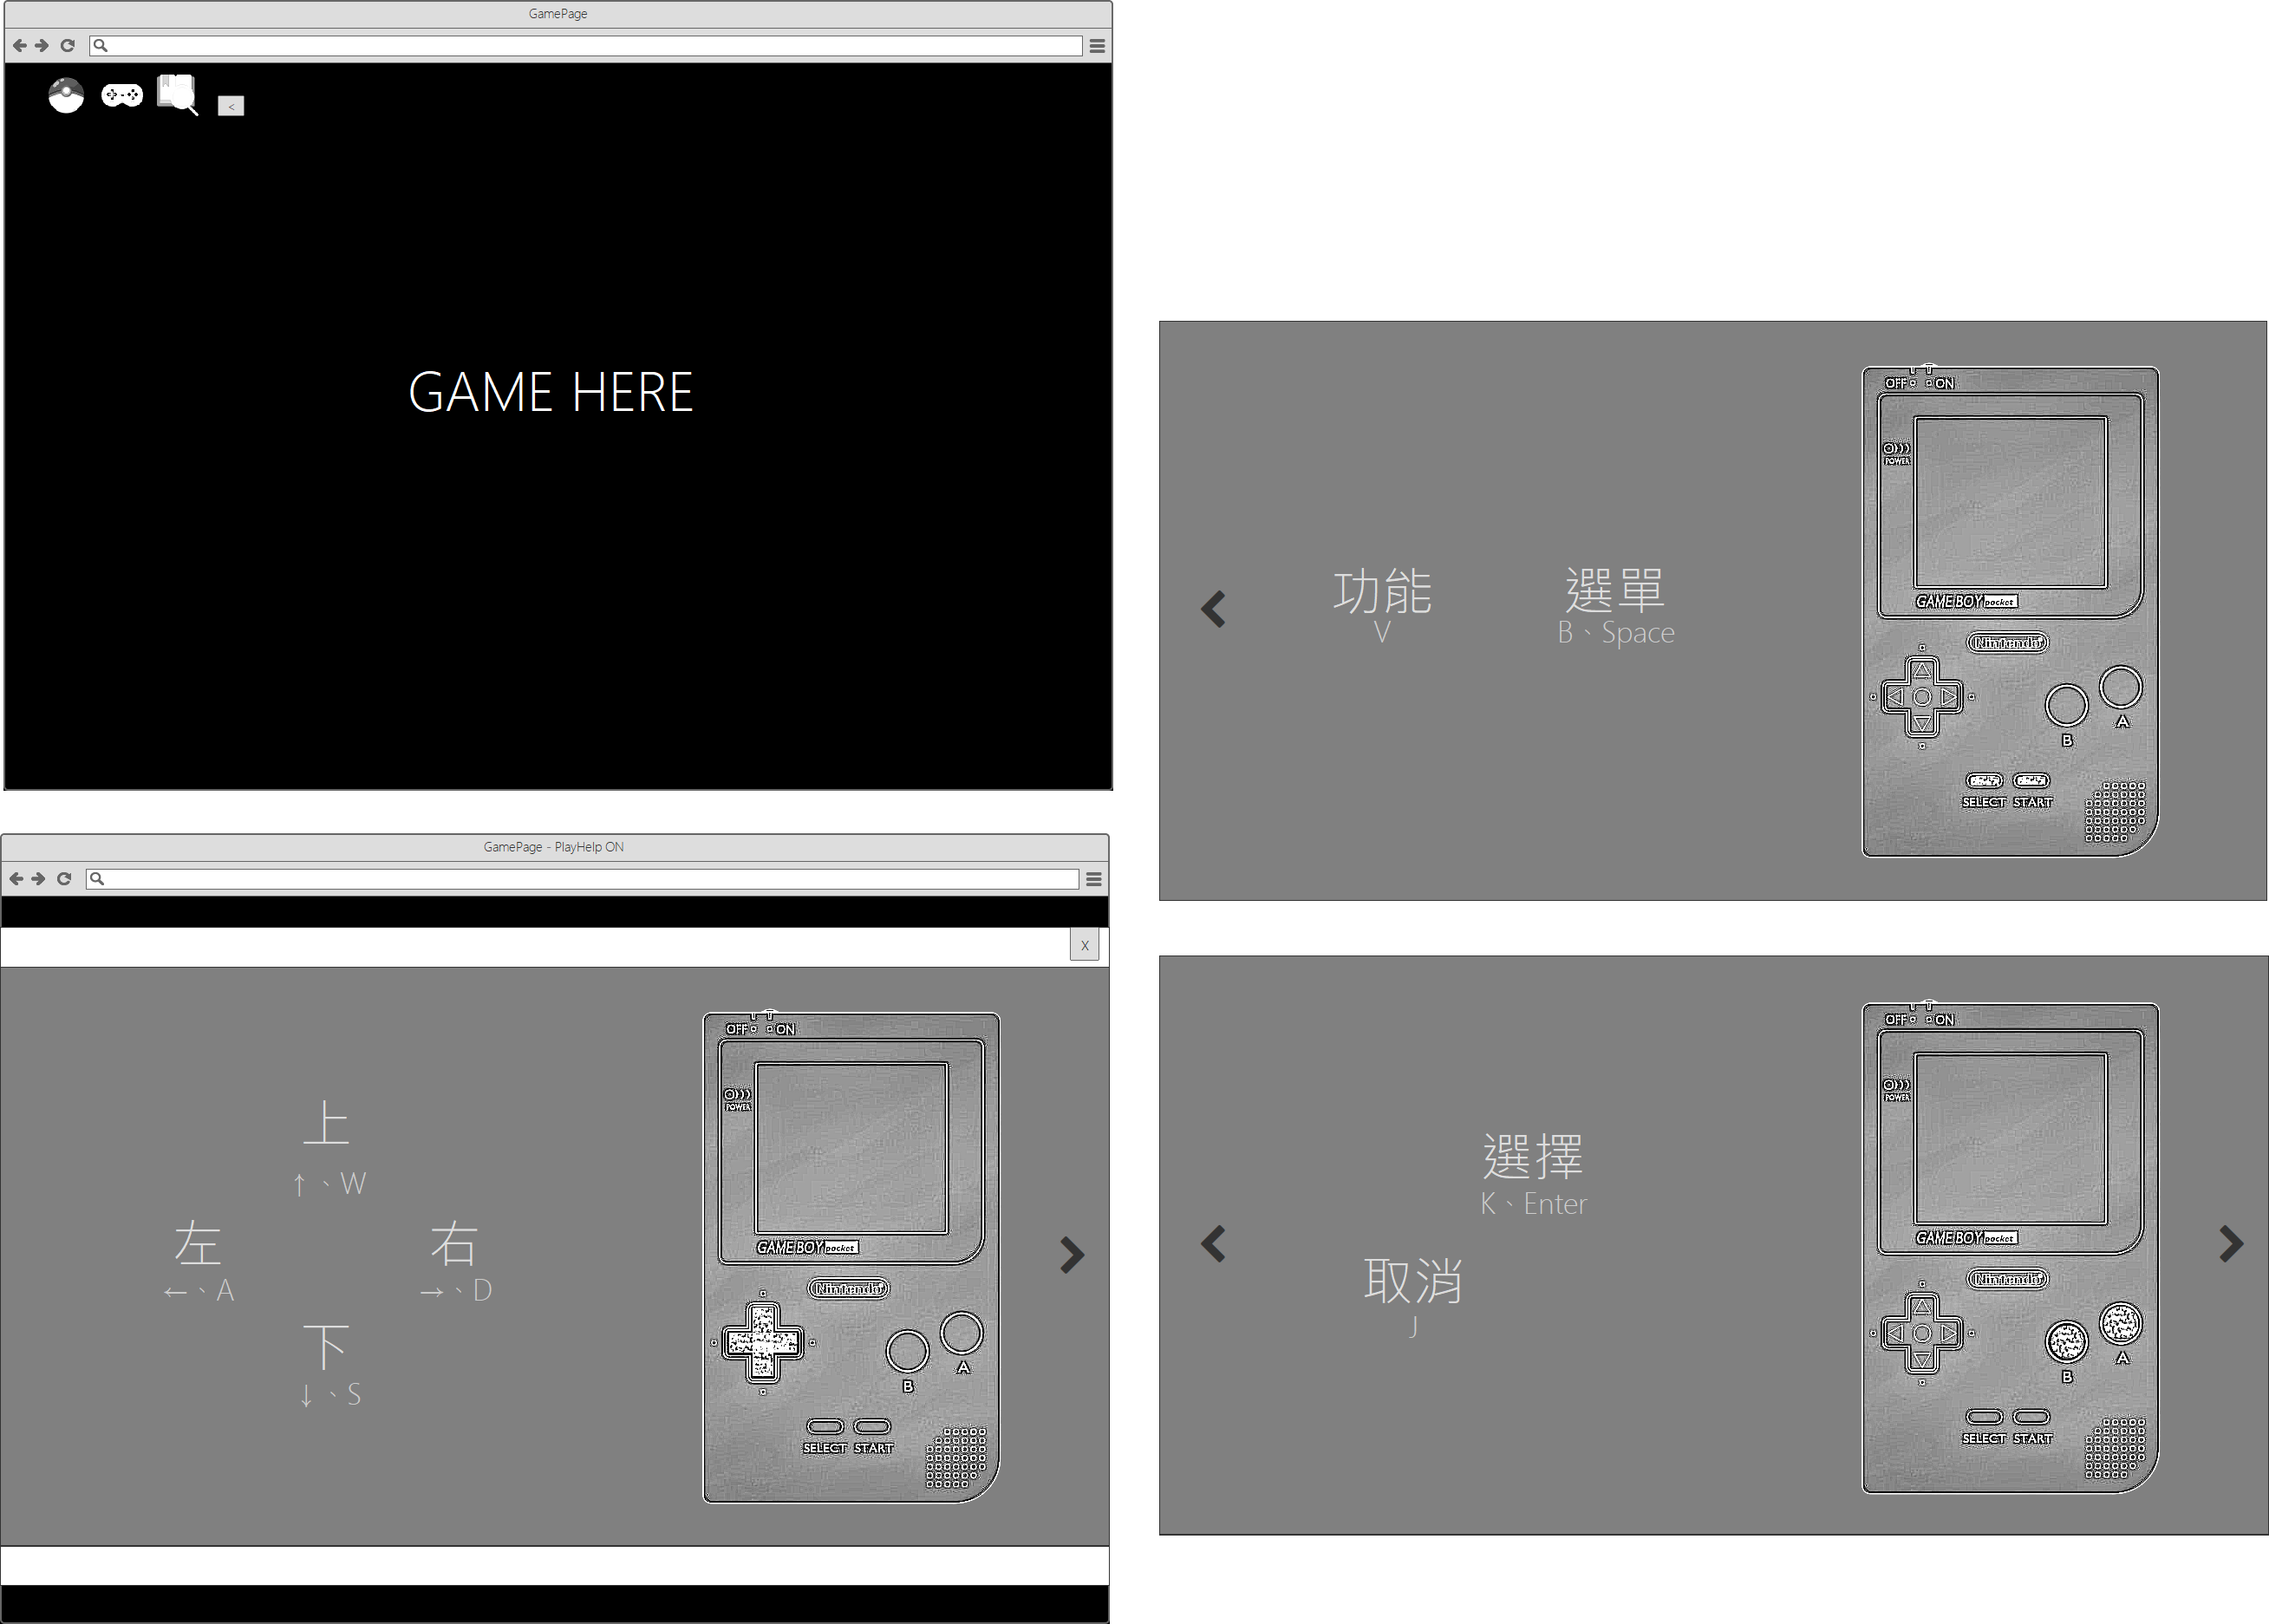 GamePage
<
GAME HERE
OFF ON
POWER
GAME BOY pocket
功能 選單
V B、Space
Nintendo
A
B
SELECT START
GamePage - PlayHelp ON
X
OFF ON
POWER
上
↑、W
左 右
←、A →、D
下
↓、S
GAME BOY pocket
Nintendo
A
B
SELECT START
OFF ON
POWER
選擇
K、Enter
取消
J
GAME BOY pocket
Nintendo
A
B
SELECT START